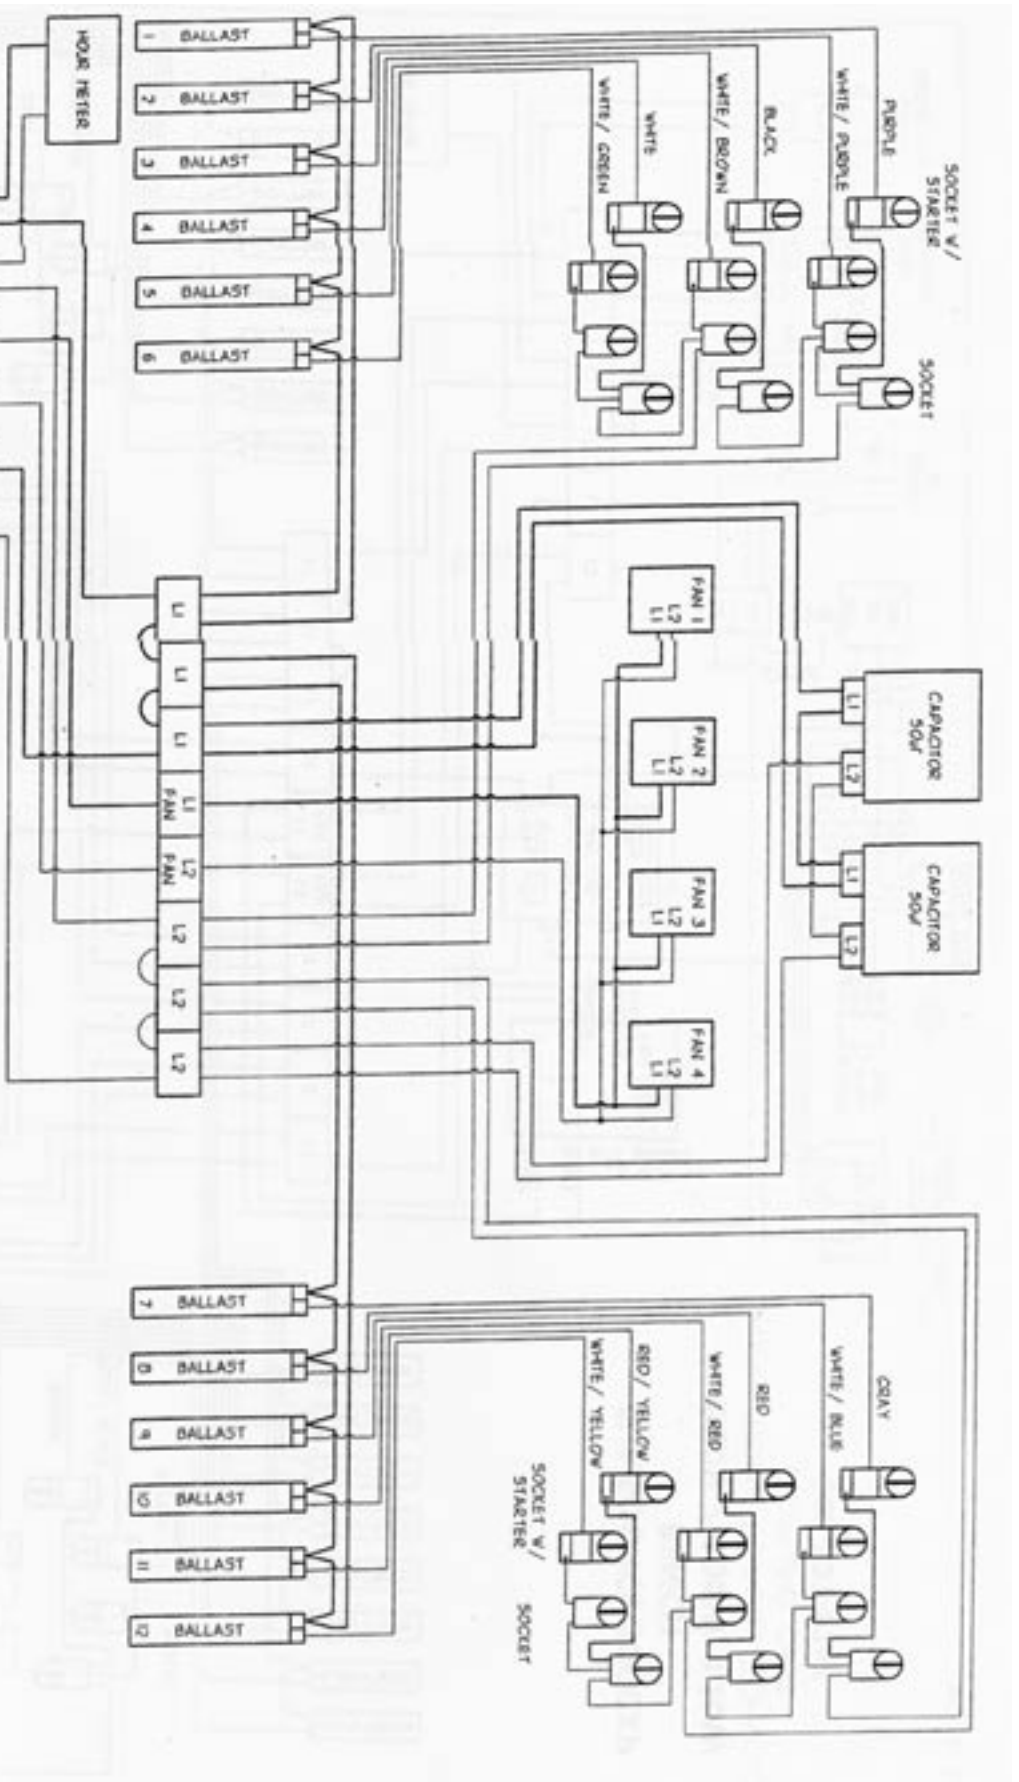 HOUR METER
1 BALLAST
2 BALLAST
3 BALLAST
4 BALLAST
5 BALLAST
6 BALLAST
PURPLE
WHITE/ PURPLE
BLACK
WHITE/ BROWN
WHITE
WHITE/ GREEN
SOCKET W/
STARTER
SOCKET
L1
L1
L1
L1
FAN
L2
FAN
L2
L2
L2
FAN 1
L2
L1
FAN 2
L2
L1
FAN 3
L2
L1
FAN 4
L2
L1
CAPACITOR
50uf
L1
L2
CAPACITOR
50uf
L1
L2
7 BALLAST
8 BALLAST
9 BALLAST
10 BALLAST
11 BALLAST
12 BALLAST
GRAY
WHITE/ BLUE
RED
WHITE/ RED
RED/ YELLOW
WHITE/ YELLOW
SOCKET W/
STARTER
SOCKET